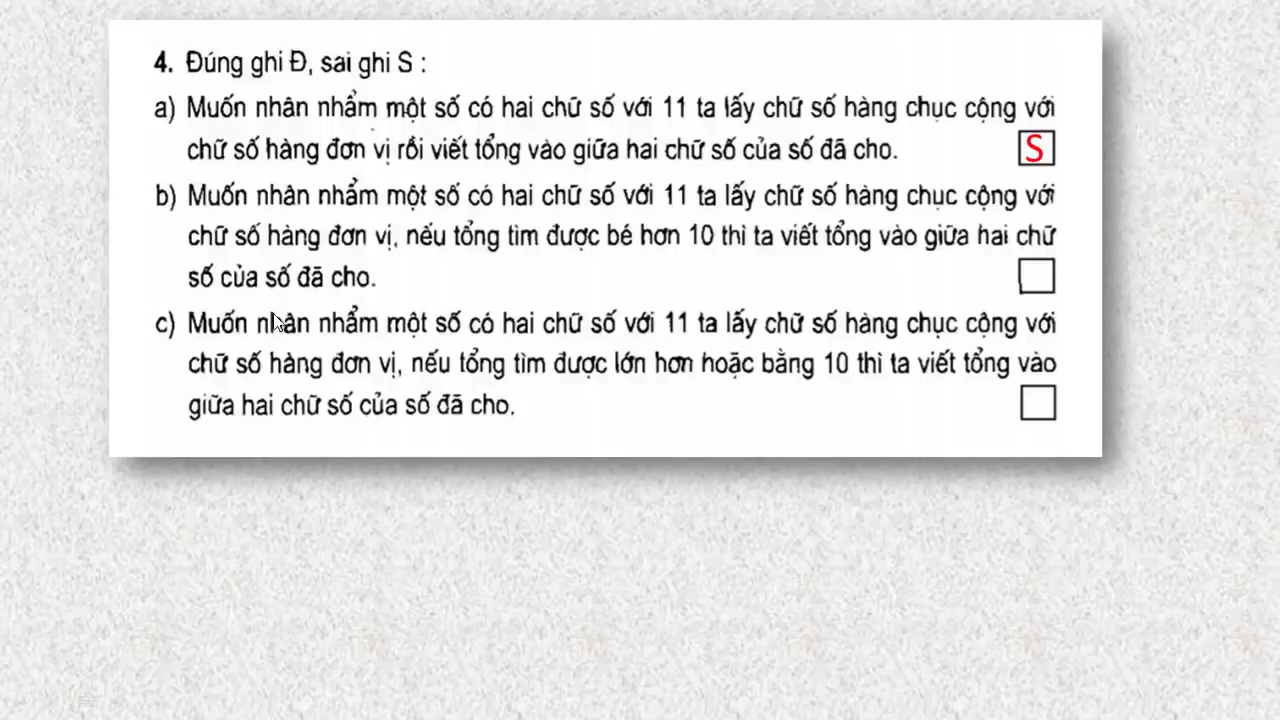 4. Đúng ghi Đ, sai ghi S :
a) Muốn nhân nhẩm một số có hai chữ số với 11 ta lấy chữ số hàng chục cộng với
chữ số hàng đơn vị rồi viết tổng vào giữa hai chữ số của số đã cho. S
b) Muốn nhân nhẩm một số có hai chữ số với 11 ta lấy chữ số hàng chục cộng với
chữ số hàng đơn vị, nếu tổng tìm được bé hơn 10 thì ta viết tổng vào giữa hai chữ
số của số đã cho.
c) Muốn nhân nhẩm một số có hai chữ số với 11 ta lấy chữ số hàng chục cộng với
chữ số hàng đơn vị, nếu tổng tìm được lớn hơn hoặc bằng 10 thì ta viết tổng vào
giữa hai chữ số của số đã cho.